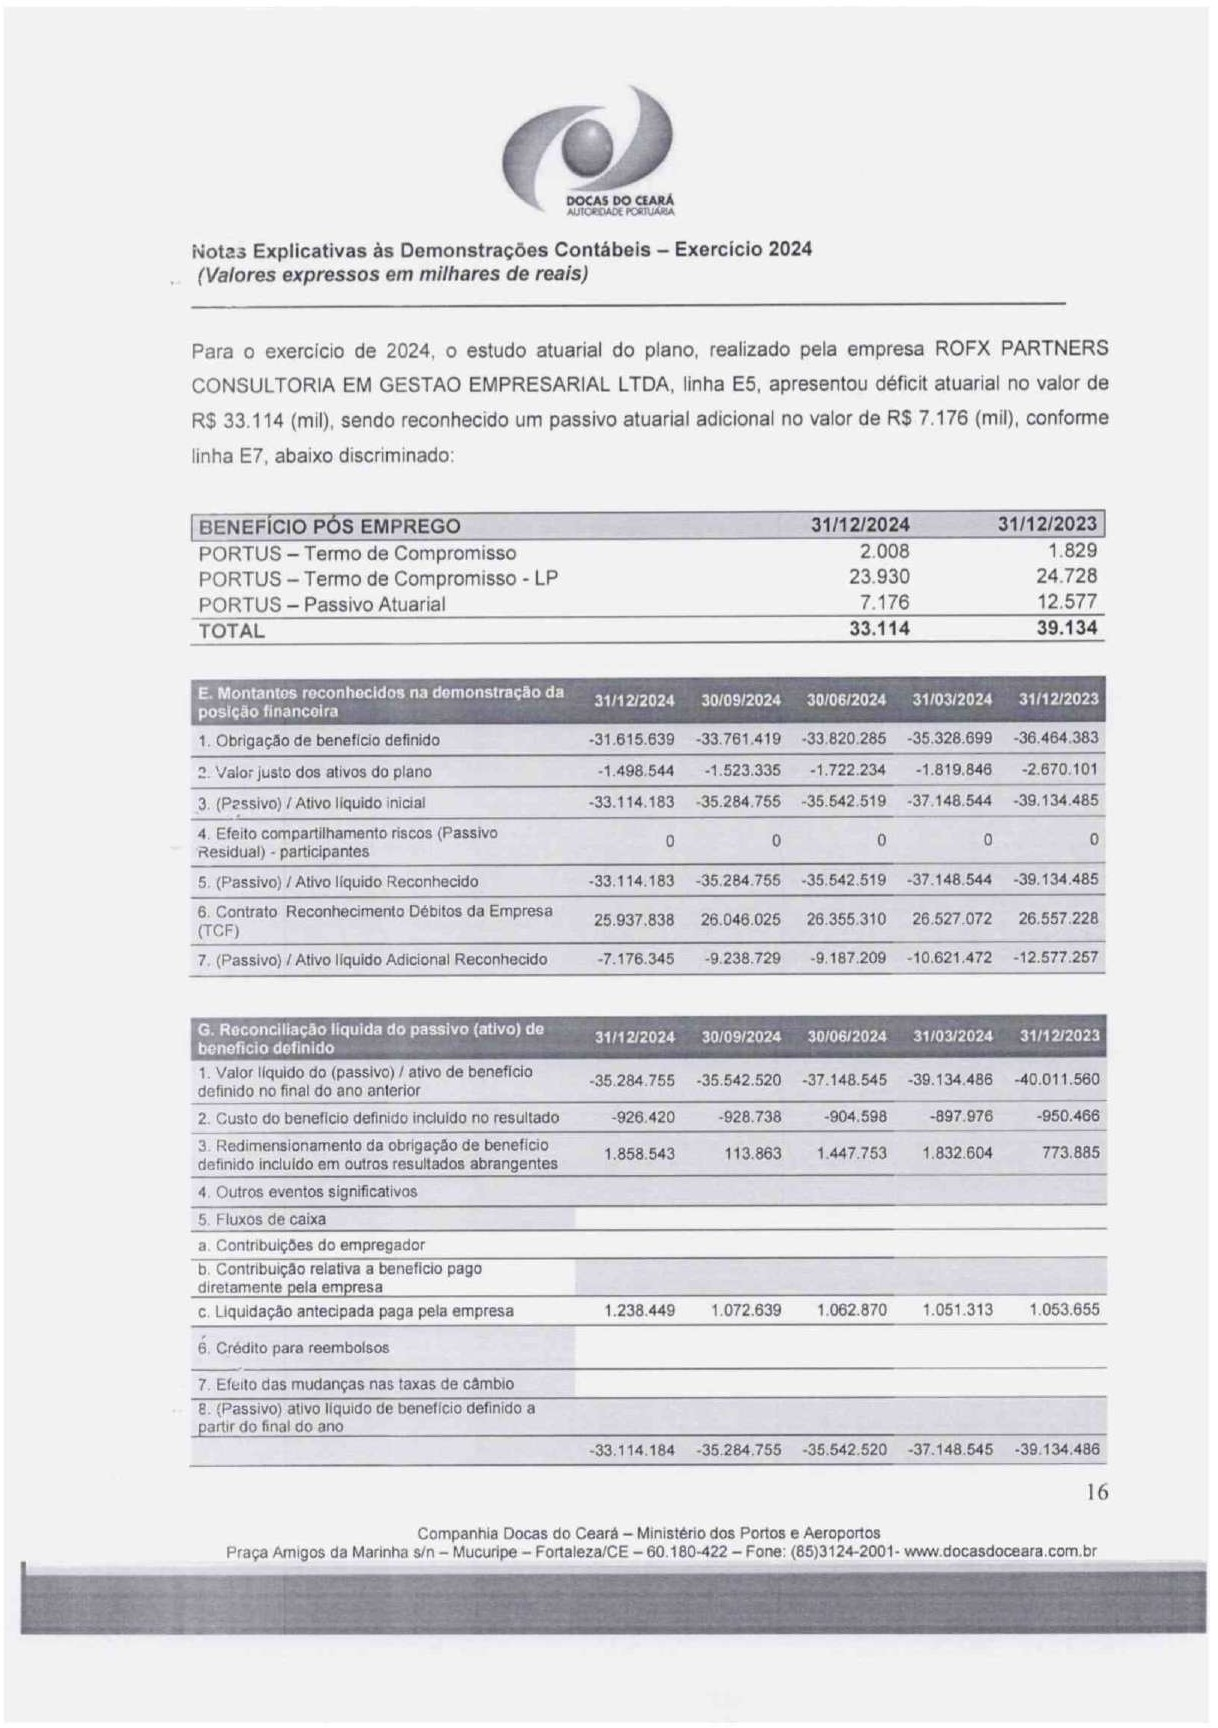 DOCAS DO CEARÁ
AUTORIDADE PORTUÁRIA
Notas Explicativas às Demonstrações Contábeis – Exercício 2024
(Valores expressos em milhares de reais)
Para o exercício de 2024, o estudo atuarial do plano, realizado pela empresa ROFX PARTNERS
CONSULTORIA EM GESTAO EMPRESARIAL LTDA, linha E5, apresentou déficit atuarial no valor de
R$ 33.114 (mil), sendo reconhecido um passivo atuarial adicional no valor de R$ 7.176 (mil), conforme
linha E7, abaixo discriminado:
BENEFÍCIO PÓS EMPREGO 31/12/2024 31/12/2023
PORTUS – Termo de Compromisso 2.008 1.829
PORTUS – Termo de Compromisso - LP 23.930 24.728
PORTUS – Passivo Atuarial 7.176 12.577
TOTAL 33.114 39.134
E. Montantes reconhecidos na demonstração da
posição financeira 31/12/2024 30/09/2024 30/06/2024 31/03/2024 31/12/2023
1. Obrigação de benefício definido -31.615.639 -33.761.419 -33.820.285 -35.328.699 -36.464.383
2. Valor justo dos ativos do plano -1.498.544 -1.523.335 -1.722.234 -1.819.846 -2.670.101
3. (Passivo) / Ativo líquido inicial -33.114.183 -35.284.755 -35.542.519 -37.148.544 -39.134.485
4. Efeito compartilhamento riscos (Passivo
Residual) - participantes 0 0 0 0 0
5. (Passivo) / Ativo líquido Reconhecido -33.114.183 -35.284.755 -35.542.519 -37.148.544 -39.134.485
6. Contrato Reconhecimento Débitos da Empresa
(TCF) 25.937.838 26.046.025 26.355.310 26.527.072 26.557.228
7. (Passivo) / Ativo líquido Adicional Reconhecido -7.176.345 -9.238.729 -9.187.209 -10.621.472 -12.577.257
G. Reconciliação líquida do passivo (ativo) de
benefício definido 31/12/2024 30/09/2024 30/06/2024 31/03/2024 31/12/2023
1. Valor líquido do (passivo) / ativo de benefício
definido no final do ano anterior -35.284.755 -35.542.520 -37.148.545 -39.134.486 -40.011.560
2. Custo do benefício definido incluído no resultado -926.420 -928.738 -904.598 -897.976 -950.466
3. Redimensionamento da obrigação de benefício
definido incluído em outros resultados abrangentes 1.858.543 113.863 1.447.753 1.832.604 773.885
4. Outros eventos significativos
5. Fluxos de caixa
a. Contribuições do empregador
b. Contribuição relativa a benefício pago
diretamente pela empresa
c. Liquidação antecipada paga pela empresa 1.238.449 1.072.639 1.062.870 1.051.313 1.053.655
6. Crédito para reembolsos
7. Efeito das mudanças nas taxas de câmbio
8. (Passivo) ativo líquido de benefício definido a
partir do final do ano
-33.114.184 -35.284.755 -35.542.520 -37.148.545 -39.134.486
16
Companhia Docas do Ceará – Ministério dos Portos e Aeroportos
Praça Amigos da Marinha s/n – Mucuripe – Fortaleza/CE – 60.180-422 – Fone: (85)3124-2001- www.docasdoceara.com.br